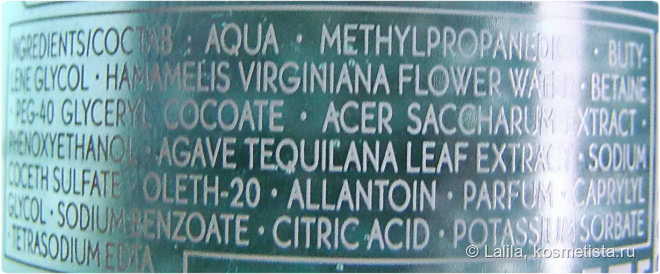 INGREDIENTS/СОСТАВ : AQUA · METHYLPROPANEDIOL · BUTY-
LENE GLYCOL · HAMAMELIS VIRGINIANA FLOWER WATER · BETAINE
· PEG-40 GLYCERYL COCOATE · ACER SACCHARUM EXTRACT ·
PHENOXYETHANOL · AGAVE TEQUILANA LEAF EXTRACT · SODIUM
COCETH SULFATE · OLETH-20 · ALLANTOIN · PARFUM · CAPRYLYL
GLYCOL · SODIUM BENZOATE · CITRIC ACID · POTASSIUM SORBATE
· TETRASODIUM EDTA
© Lalila, kosmetista.ru